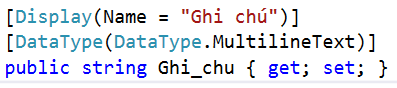 [Display(Name = "Ghi chú")]
[DataType(DataType.MultilineText)]
public string Ghi_chu { get; set; }